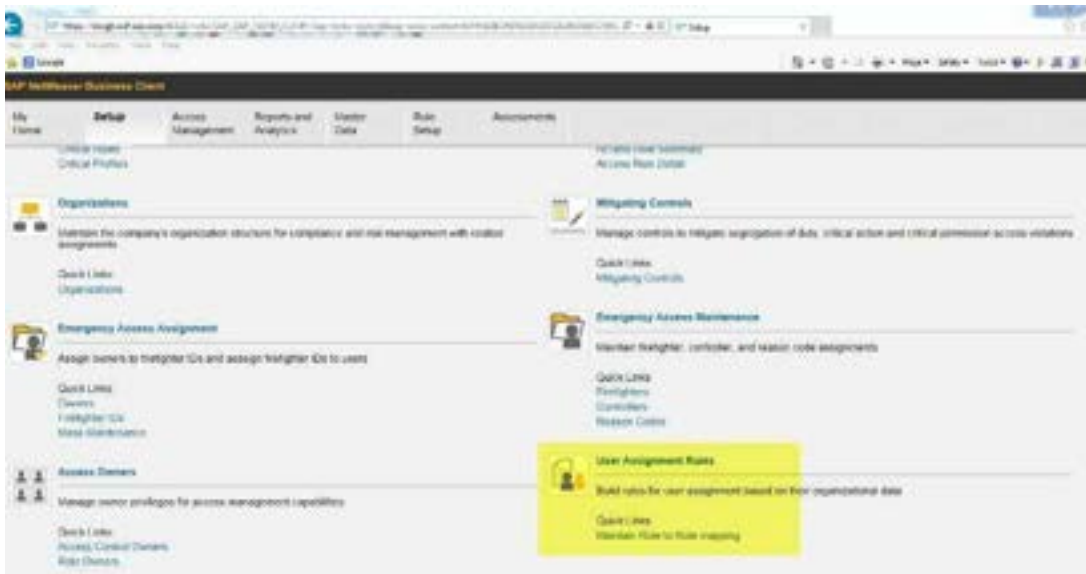 Google
SAP NetWeaver Business Client
My Home
Setup
Access Management
Reports and Analytics
Master Data
Role Setup
Assessments
Critical Profiles
Access Risk Detail
Organizations
Maintain the company's organization structure for compliance and risk management with related assignments
Quick Links
Organizations
Mitigating Controls
Manage controls to mitigate segregation of duty, critical action and critical permission access violations
Quick Links
Mitigating Controls
Emergency Access Assignment
Assign owners to firefighter IDs and assign firefighter IDs to users
Quick Links
Owners
Firefighter IDs
Mass Maintenance
Emergency Access Maintenance
Maintain firefighter, controller, and reason code assignments
Quick Links
Firefighters
Controllers
Reason Codes
Access Owners
Manage owner privileges for access management capabilities
Quick Links
Access Control Owners
Role Owners
User Assignment Rules
Build rules for user assignment based on their organizational data
Quick Links
Maintain Rule to Role mapping